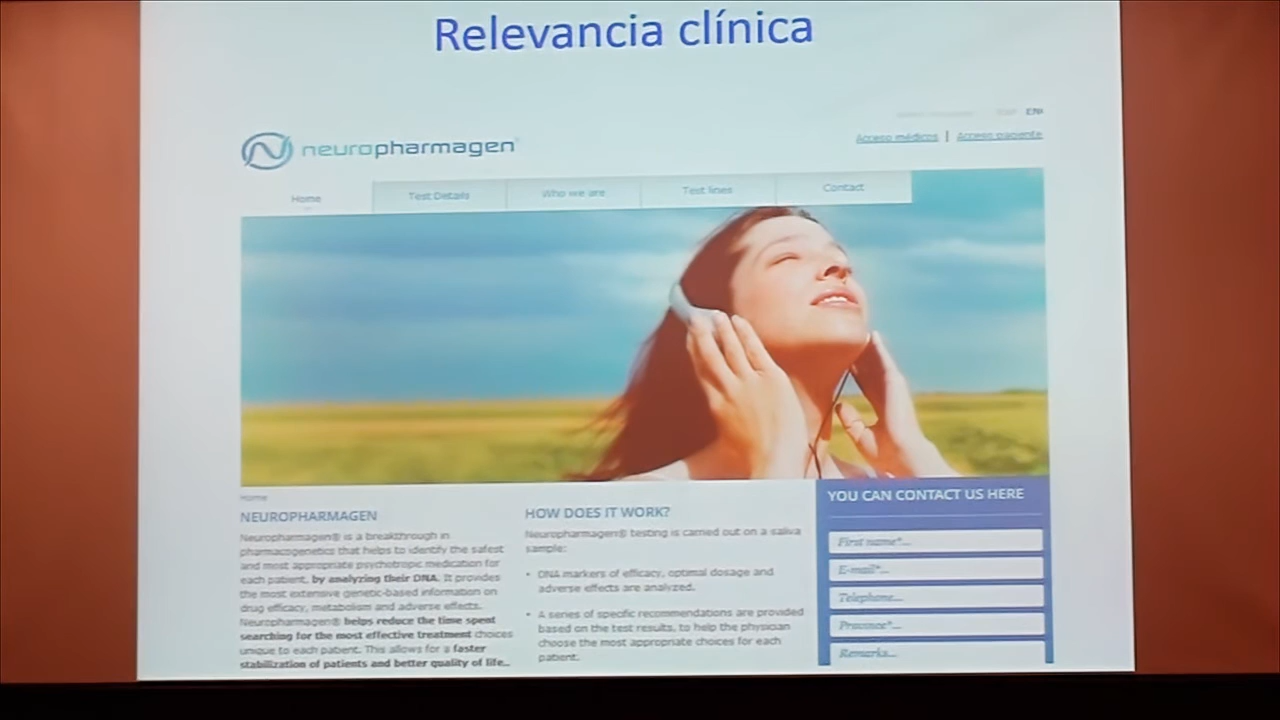 Relevancia clínica
EN
neuropharmagen
Acceso médicos | Acceso paciente
Home
Test Details
Who we are
Test lines
Contact
Home
NEUROPHARMAGEN
Neuropharmagen® is a breakthrough in
pharmacogenetics that helps to identify the safest
and most appropriate psychotropic medication for
each patient, by analyzing their DNA. It provides
the most extensive genetic-based information on
drug efficacy, metabolism and adverse effects.
Neuropharmagen® helps reduce the time spent
searching for the most effective treatment choices
unique to each patient. This allows for a faster
stabilization of patients and better quality of life...
HOW DOES IT WORK?
Neuropharmagen® testing is carried out on a saliva
sample:
• DNA markers of efficacy, optimal dosage and
adverse effects are analyzed.
• A series of specific recommendations are provided
based on the test results, to help the physician
choose the most appropriate choices for each
patient.
YOU CAN CONTACT US HERE
First name*...
E-mail*...
Telephone...
Province*...
Remarks...